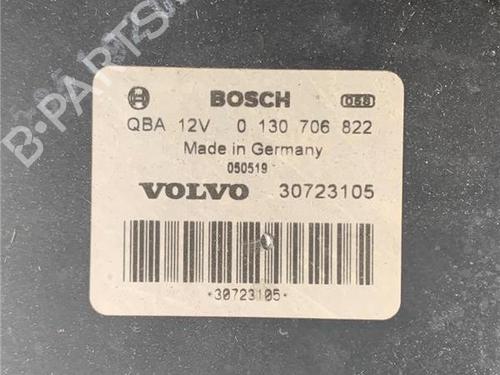 B-PARTS
BOSCH
QBA 12V 0 130 706 822
Made in Germany
050519
VOLVO 30723105
*30723105*